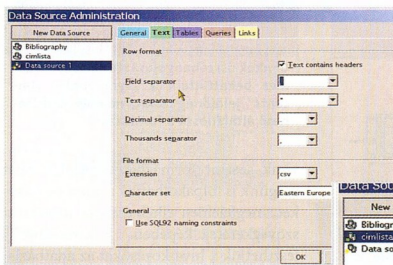 Data Source Administration
New Data Source
Bibliography
cimlista
Data source 1
General Text Tables Queries Links
Row format
Text contains headers
Field separator
Text separator
"
Decimal separator
.
Thousands separator
,
File format
Extension
csv
Character set
Eastern Europe
General
Use SQL92 naming constraints
OK
Data Sou
New
Bibliogr
cimlista
Data so